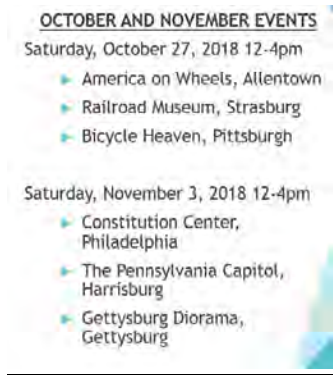 OCTOBER AND NOVEMBER EVENTS
Saturday, October 27, 2018 12-4pm
America on Wheels, Allentown
Railroad Museum, Strasburg
Bicycle Heaven, Pittsburgh
Saturday, November 3, 2018 12-4pm
Constitution Center,
Philadelphia
The Pennsylvania Capitol,
Harrisburg
Gettysburg Diorama,
Gettysburg